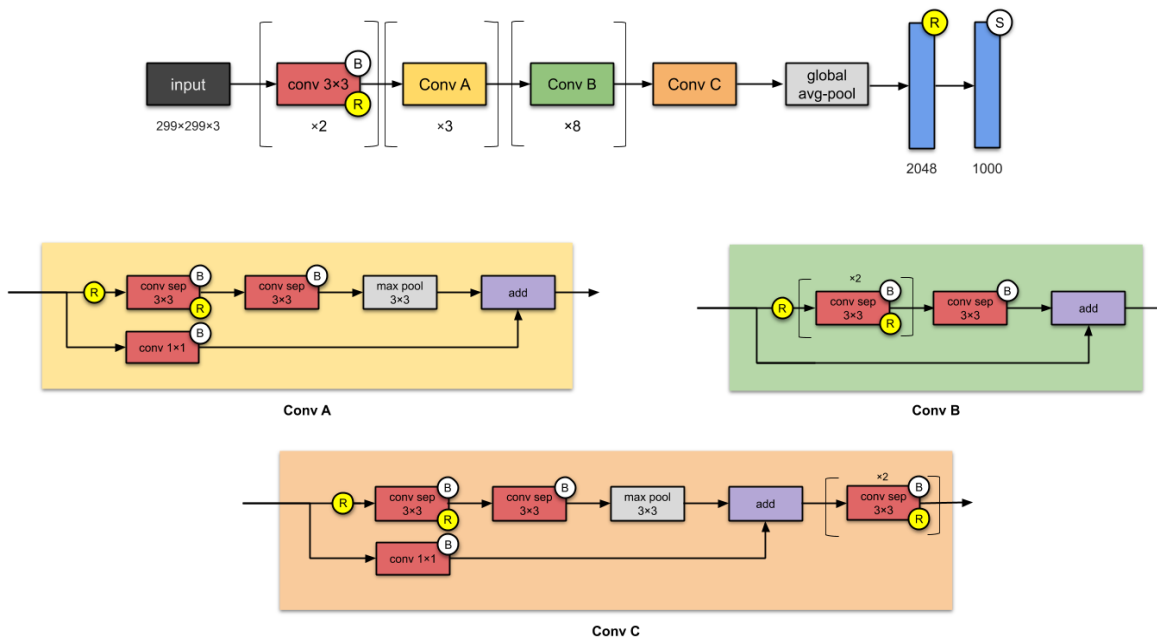 input
299×299×3
conv 3×3
B
R
×2
Conv A
×3
Conv B
×8
Conv C
global
avg-pool
R
2048
S
1000
R
conv sep
3×3
B
R
conv sep
3×3
B
max pool
3×3
add
conv 1×1
B
Conv A
R
×2
conv sep
3×3
B
R
conv sep
3×3
B
add
Conv B
R
conv sep
3×3
B
R
conv sep
3×3
B
max pool
3×3
add
×2
conv sep
3×3
B
R
conv 1×1
B
Conv C